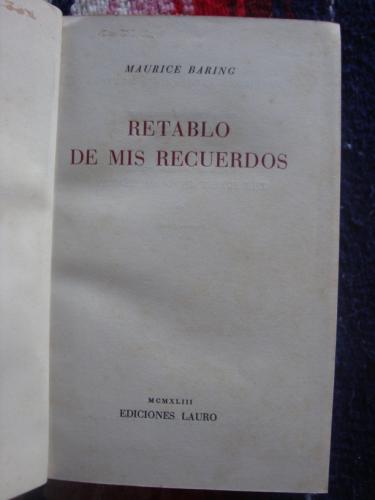 MAURICE BARING
RETABLO
DE MIS RECUERDOS
MCMXLIII
EDICIONES LAURO